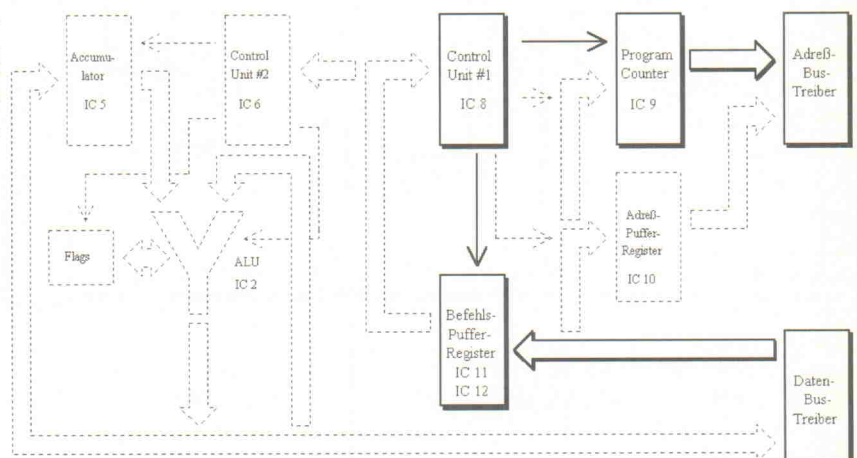 Accumu-
lator
IC 5
Control
Unit #2
IC 6
Control
Unit #1
IC 8
Program
Counter
IC 9
Adreß-
Bus-
Treiber
Flags
ALU
IC 2
Adreß-
Puffer-
Register
IC 10
Befehls-
Puffer-
Register
IC 11
IC 12
Daten-
Bus-
Treiber